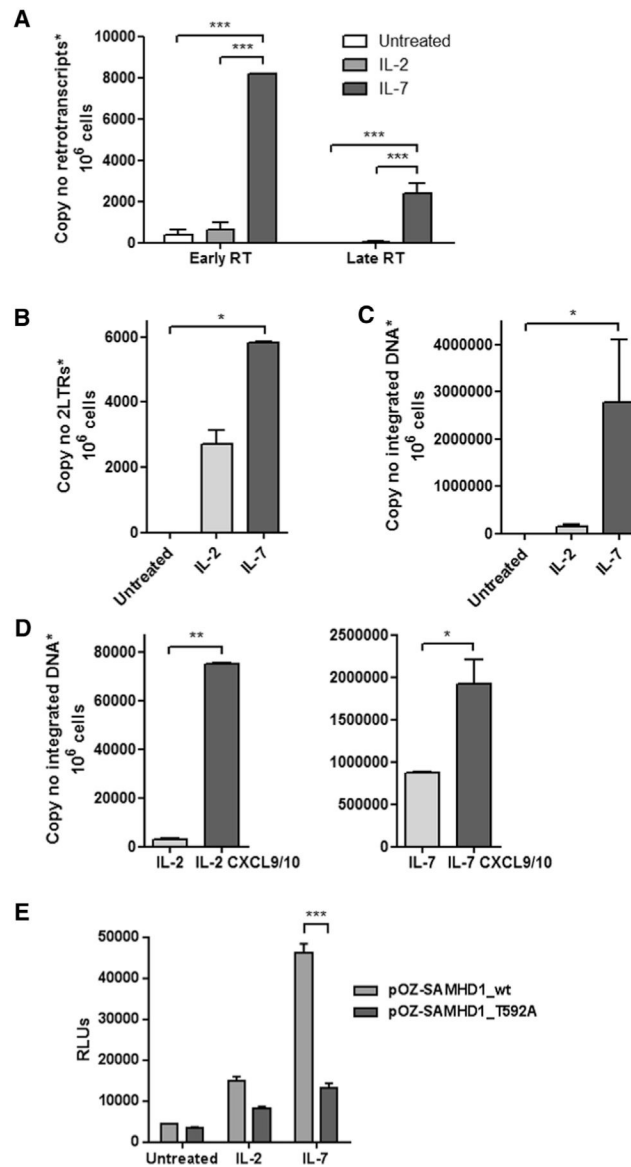 A
Copy no retrotranscripts*
10⁶ cells
10000
8000
6000
4000
2000
0
***
***
***
***
Untreated
IL-2
IL-7
Early RT
Late RT
B
Copy no 2LTRs*
10⁶ cells
6000
4000
2000
0
*
Untreated
IL-2
IL-7
C
Copy no integrated DNA*
10⁶ cells
4000000
3000000
2000000
1000000
0
*
Untreated
IL-2
IL-7
D
Copy no integrated DNA*
10⁶ cells
80000
60000
40000
20000
0
**
IL-2
IL-2 CXCL9/10
2500000
2000000
1500000
1000000
500000
0
*
IL-7
IL-7 CXCL9/10
E
RLUs
50000
40000
30000
20000
10000
0
***
pOZ-SAMHD1_wt
pOZ-SAMHD1_T592A
Untreated
IL-2
IL-7